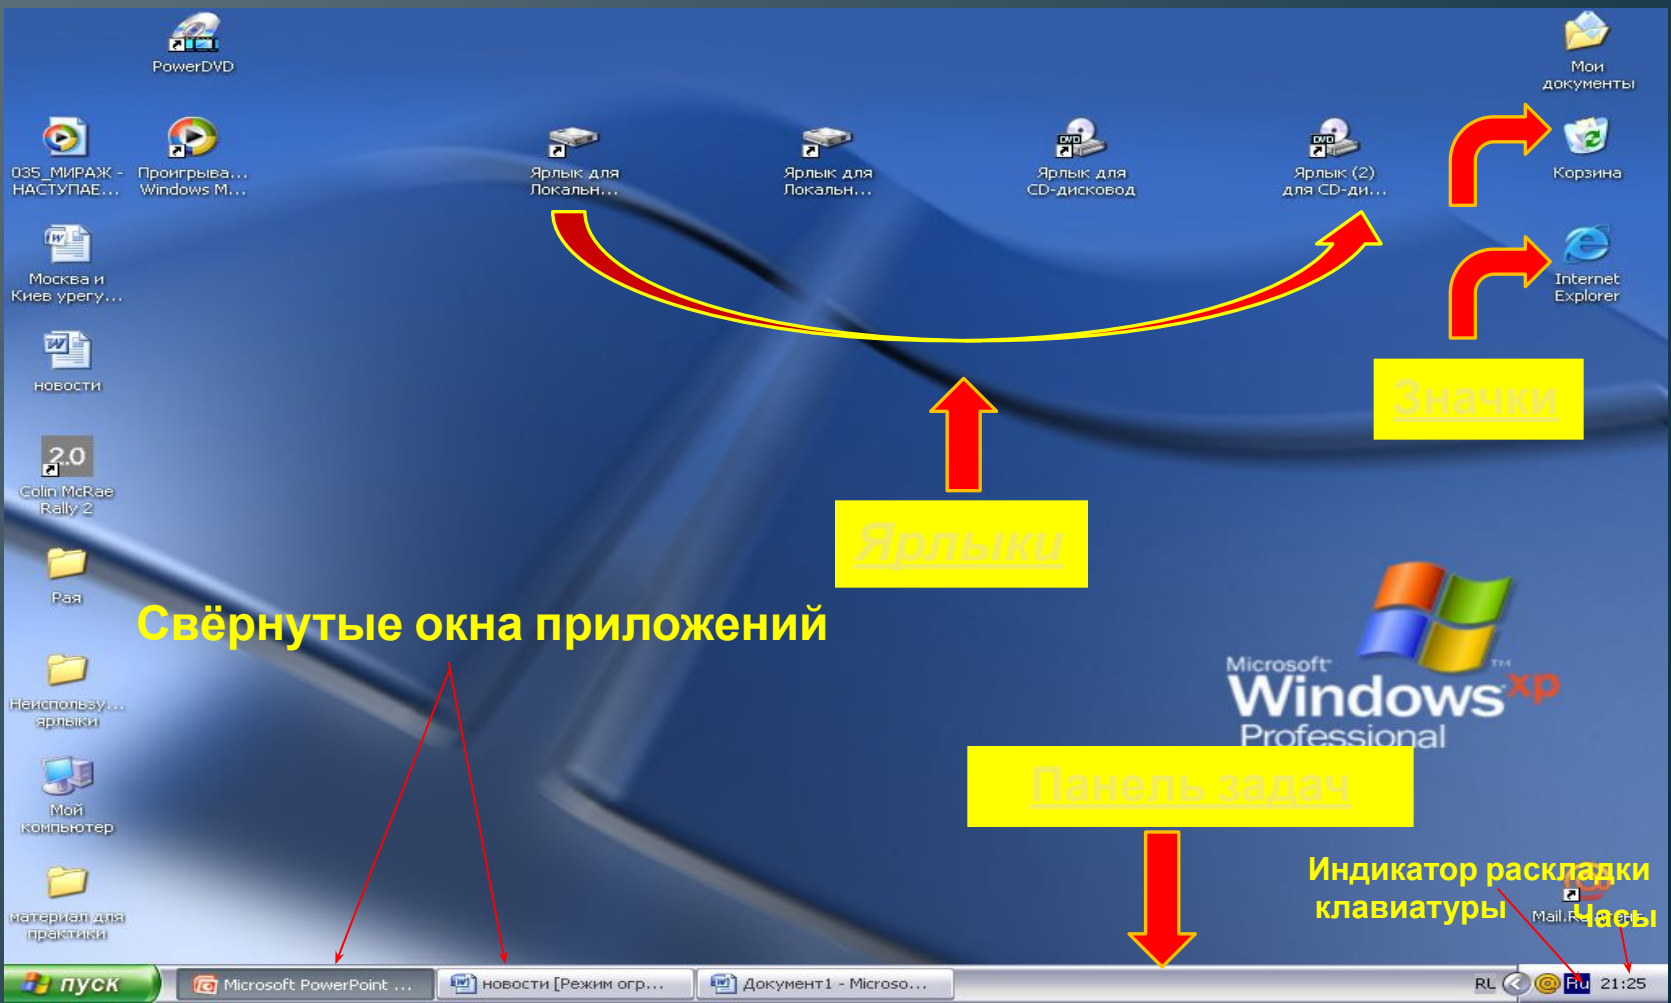 PowerDVD
Мои
документы
035_МИРАЖ -
НАСТУПАЕ...
Проигрыва...
Windows M...
Ярлык для
Локальн...
Ярлык для
Локальн...
DVD
Ярлык для
CD-дисковод
DVD
Ярлык (2)
для CD-ди...
Корзина
Москва и
Киев урегу...
Internet
Explorer
новости
Значки
2.0
Colin McRae
Rally 2
Ярлыки
Рая
Свёрнутые окна приложений
Неиспользу...
ярлыки
Microsoft
Windows xp
TM
Professional
Панель задач
Мой
компьютер
Индикатор раскладки
клавиатуры
Часы
материал для
практики
пуск
Microsoft PowerPoint ...
новости [Режим огр...
Документ1 - Microso...
RL
Ru
21:25